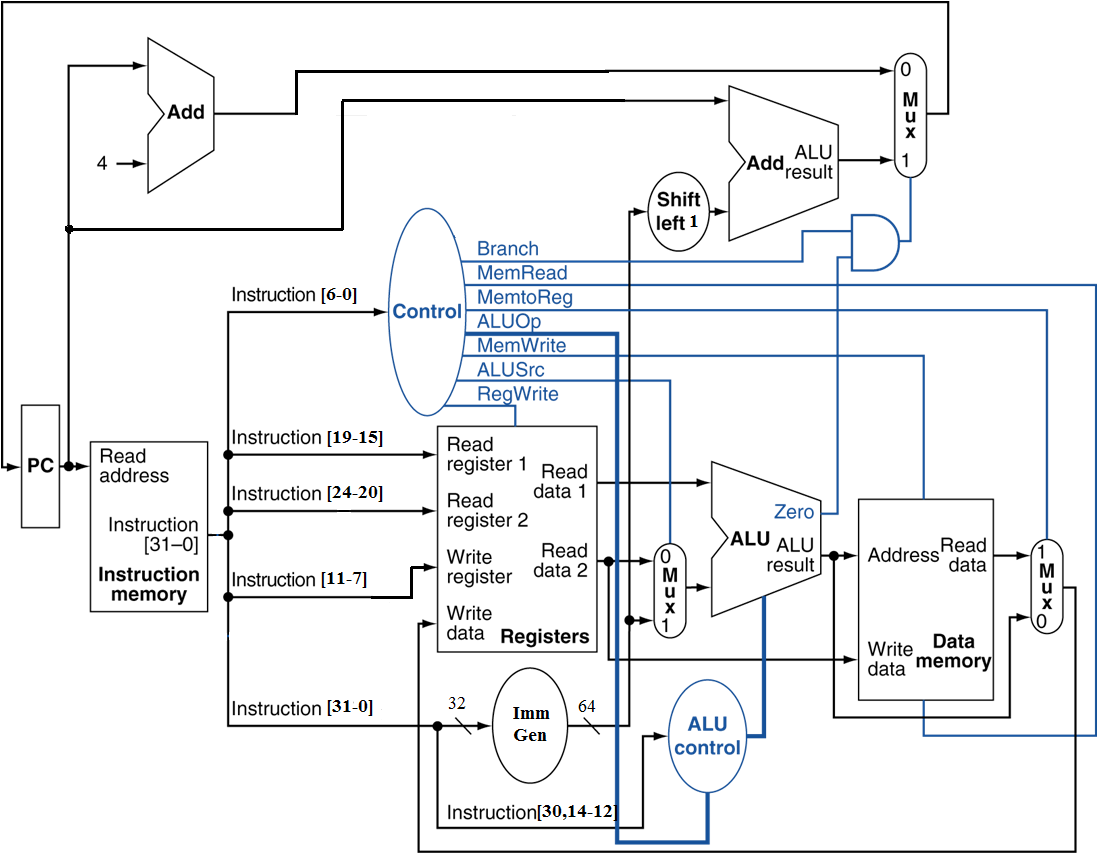 Add
4
0
M
u
x
1
Add
ALU
result
Shift
left 1
Branch
MemRead
MemtoReg
ALUOp
MemWrite
ALUSrc
RegWrite
Control
Instruction [6-0]
Instruction [19-15]
Instruction [24-20]
Instruction [11-7]
Instruction [31-0]
PC
Read
address
Instruction
[31–0]
Instruction
memory
Read
register 1
Read
register 2
Write
register
Write
data
Read
data 1
Read
data 2
Registers
0
M
u
x
1
Zero
ALU
ALU
result
Address
Read
data
Write
data
Data
memory
1
M
u
x
0
32
Imm
Gen
64
ALU
control
Instruction[30,14-12]